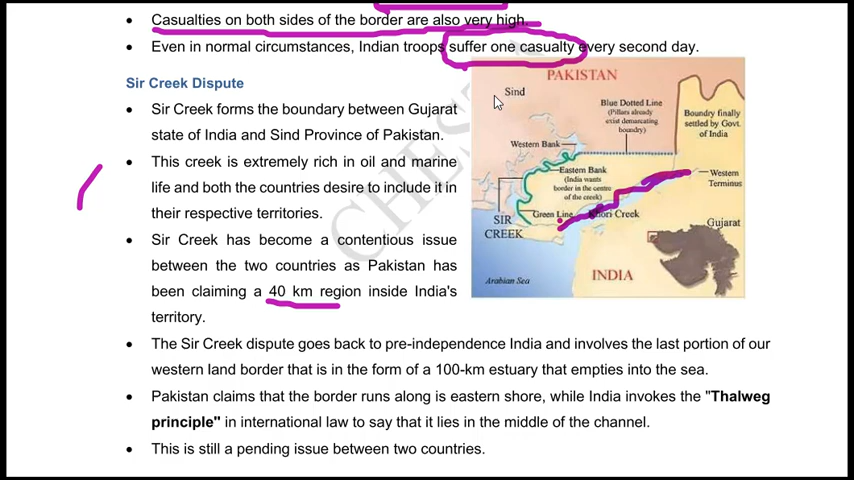 Casualties on both sides of the border are also very high.
Even in normal circumstances, Indian troops suffer one casualty every second day.
Sir Creek Dispute
Sir Creek forms the boundary between Gujarat
state of India and Sind Province of Pakistan.
This creek is extremely rich in oil and marine
life and both the countries desire to include it in
their respective territories.
Sir Creek has become a contentious issue
between the two countries as Pakistan has
been claiming a 40 km region inside India's
territory.
PAKISTAN
Sind
Blue Dotted Line
(Pillars already
exist demarcating
boundry)
Boundry finally
settled by Govt.
of India
Western Bank
Eastern Bank
(India wants
border in the centre
of the creek)
Western
Terminus
Green Line
Khori Creek
SIR
CREEK
Gujarat
Arabian Sea
INDIA
The Sir Creek dispute goes back to pre-independence India and involves the last portion of our
western land border that is in the form of a 100-km estuary that empties into the sea.
Pakistan claims that the border runs along is eastern shore, while India invokes the "Thalweg
principle" in international law to say that it lies in the middle of the channel.
This is still a pending issue between two countries.